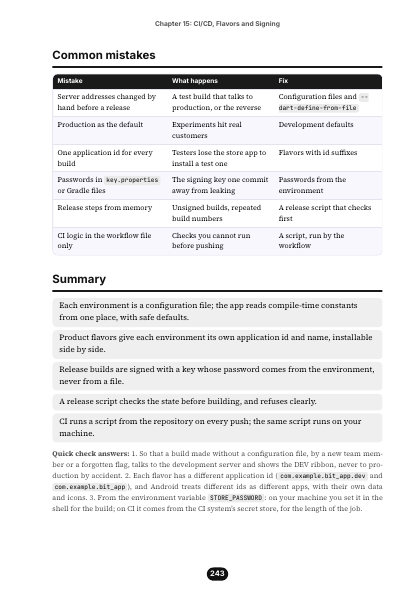 Chapter 15: CI/CD, Flavors and Signing
Common mistakes
Mistake What happens Fix
Server addresses changed by hand before a release A test build that talks to production, or the reverse Configuration files and --dart-define-from-file
Production as the default Experiments hit real customers Development defaults
One application id for every build Testers lose the store app to install a test one Flavors with id suffixes
Passwords in key.properties or Gradle files The signing key one commit away from leaking Passwords from the environment
Release steps from memory Unsigned builds, repeated build numbers A release script that checks first
CI logic in the workflow file only Checks you cannot run before pushing A script, run by the workflow
Summary
Each environment is a configuration file; the app reads compile-time constants
from one place, with safe defaults.
Product flavors give each environment its own application id and name, installable
side by side.
Release builds are signed with a key whose password comes from the environment,
never from a file.
A release script checks the state before building, and refuses clearly.
CI runs a script from the repository on every push; the same script runs on your
machine.
Quick check answers: 1. So that a build made without a configuration file, by a new team mem-
ber or a forgotten flag, talks to the development server and shows the DEV ribbon, never to pro-
duction by accident. 2. Each flavor has a different application id ( com.example.bit_app.dev and
com.example.bit_app ), and Android treats different ids as different apps, with their own data
and icons. 3. From the environment variable STORE_PASSWORD : on your machine you set it in the
shell for the build; on CI it comes from the CI system's secret store, for the length of the job.
243